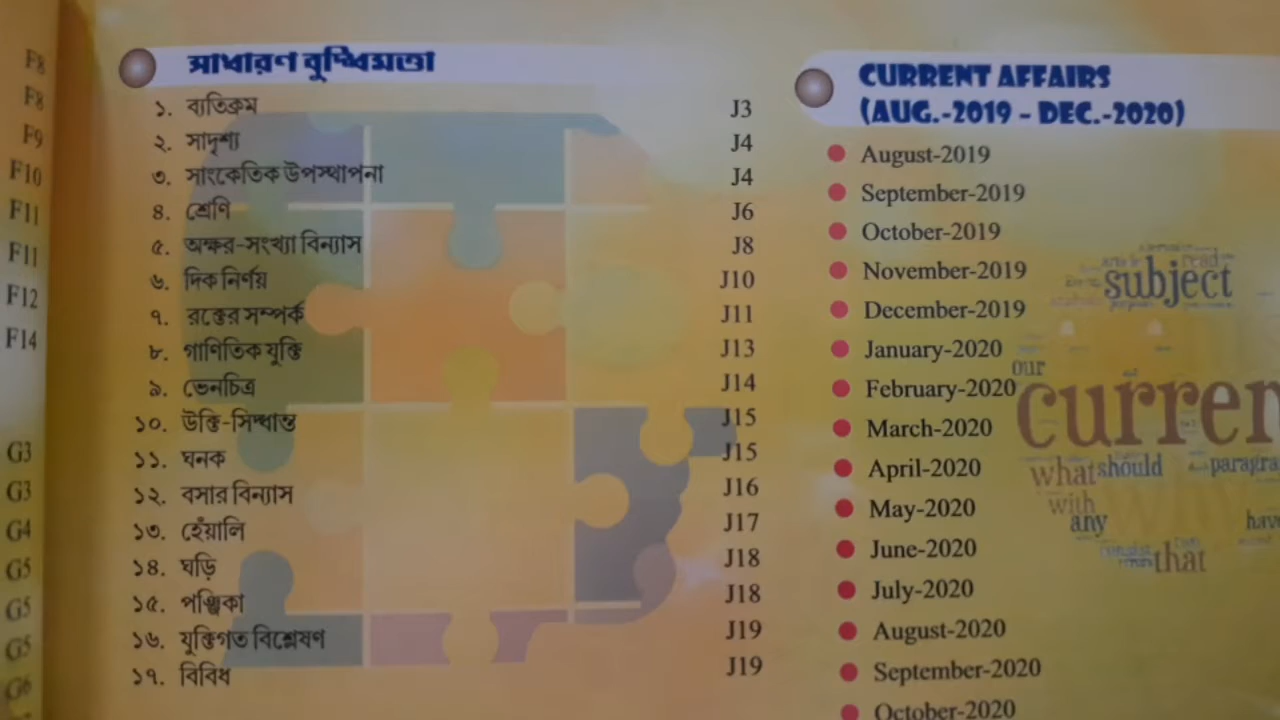 F8
F8
F9
F10
F11
F11
F12
F14
G3
G3
G4
G5
G5
G5
G6
সাধারণ বুদ্ধিমত্তা
১. ব্যতিক্রম J3
২. সাদৃশ্য J4
৩. সাংকেতিক উপস্থাপনা J4
৪. শ্রেণি J6
৫. অক্ষর-সংখ্যা বিন্যাস J8
৬. দিক নির্ণয় J10
৭. রক্তের সম্পর্ক J11
৮. গাণিতিক যুক্তি J13
৯. ভেনচিত্র J14
১০. উক্তি-সিদ্ধান্ত J15
১১. ঘনক J15
১২. বসার বিন্যাস J16
১৩. হেঁয়ালি J17
১৪. ঘড়ি J18
১৫. পঞ্জিকা J18
১৬. যুক্তিগত বিশ্লেষণ J19
১৭. বিবিধ J19
CURRENT AFFAIRS
(AUG.-2019 - DEC.-2020)
August-2019
September-2019
October-2019
November-2019
December-2019
January-2020
February-2020
March-2020
April-2020
May-2020
June-2020
July-2020
August-2020
September-2020
October-2020
read
subject
our
curren
what should paragra
with why
any have
that